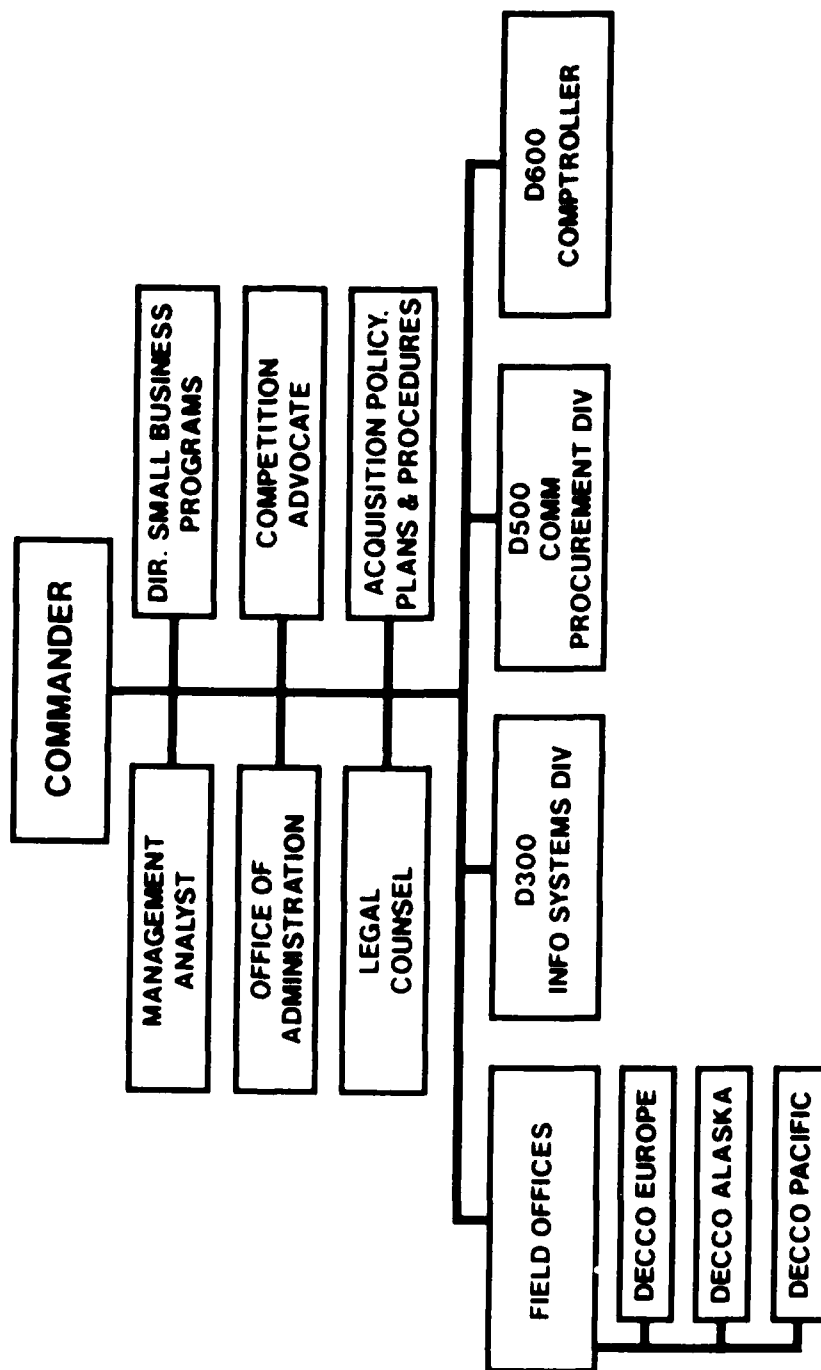 COMMANDER
MANAGEMENT
ANALYST
DIR. SMALL BUSINESS
PROGRAMS
OFFICE OF
ADMINISTRATION
COMPETITION
ADVOCATE
LEGAL
COUNSEL
ACQUISITION POLICY.
PLANS & PROCEDURES
FIELD OFFICES
D300
INFO SYSTEMS DIV
D500
COMM
PROCUREMENT DIV
D600
COMPTROLLER
DECCO EUROPE
DECCO ALASKA
DECCO PACIFIC